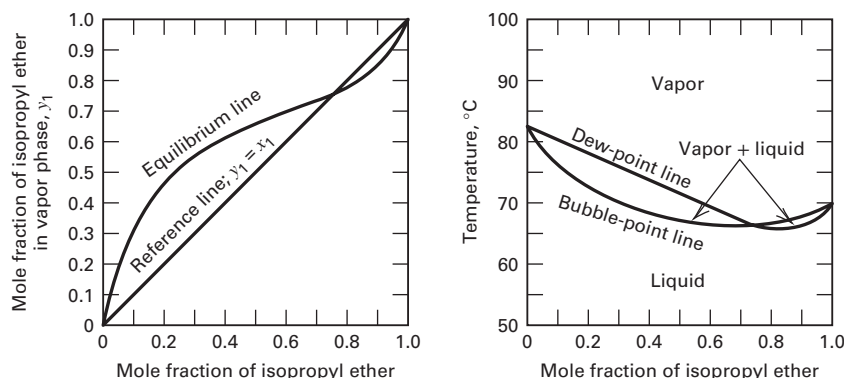 Mole fraction of isopropyl ether
in vapor phase, y₁
1.0
0.9
0.8
0.7
0.6
0.5
0.4
0.3
0.2
0.1
0
Equilibrium line
Reference line; y₁ = x₁
0 0.2 0.4 0.6 0.8 1.0
Mole fraction of isopropyl ether
Temperature, °C
100
90
80
70
60
50
Vapor
Dew-point line
Vapor + liquid
Bubble-point line
Liquid
0 0.2 0.4 0.6 0.8 1.0
Mole fraction of isopropyl ether